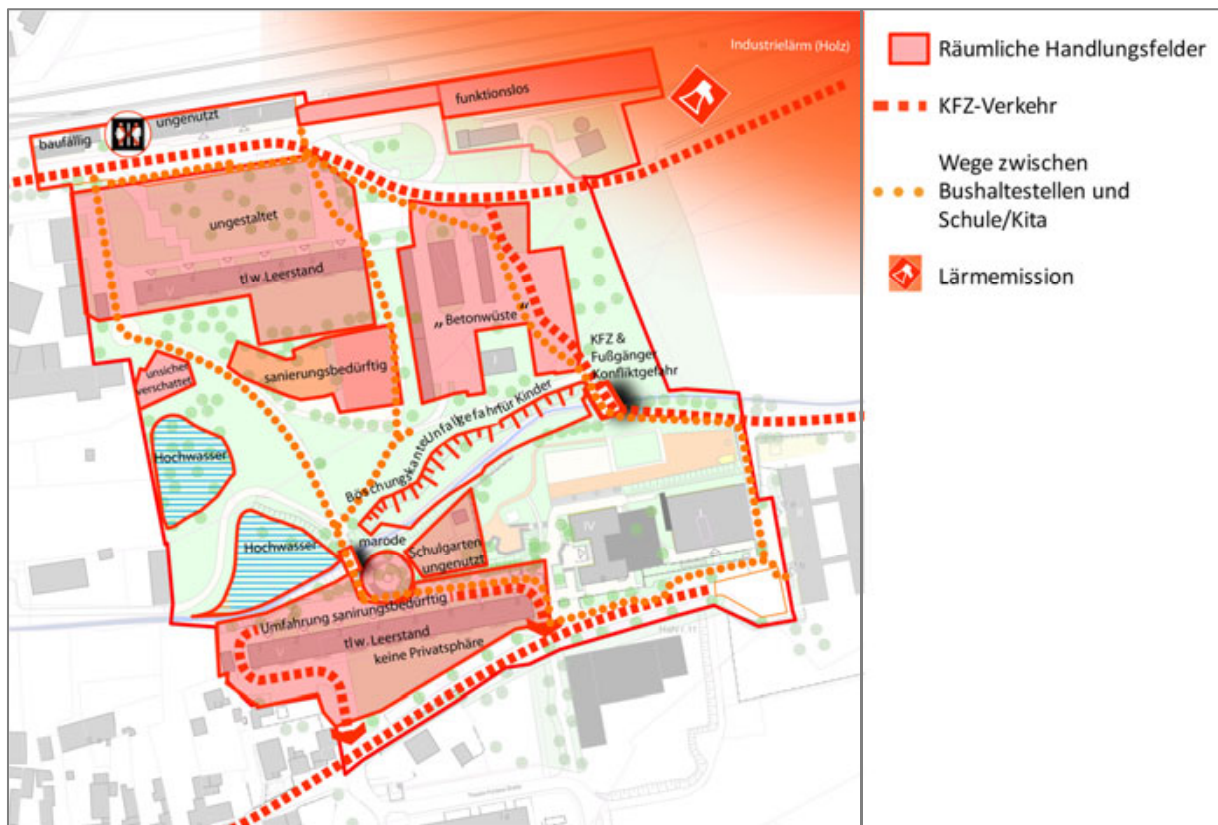 Industrielärm (Holz)
funktionslos
ungenutzt
baufällig
ungestaltet
tlw. Leerstand
„Betonwüste"
KFZ &
Fußgänger
Konfliktgefahr
sanierungsbedürftig
unsicher
verschattet
Böschungskante Unfallgefahr für Kinder
Hochwasser
Hochwasser
marode
Schulgarten
ungenutzt
Umfahrung sanirungsbedürftig
tlw. Leerstand
keine Privatsphäre
IV
Räumliche Handlungsfelder
KFZ-Verkehr
Wege zwischen
Bushaltestellen und
Schule/Kita
Lärmemission